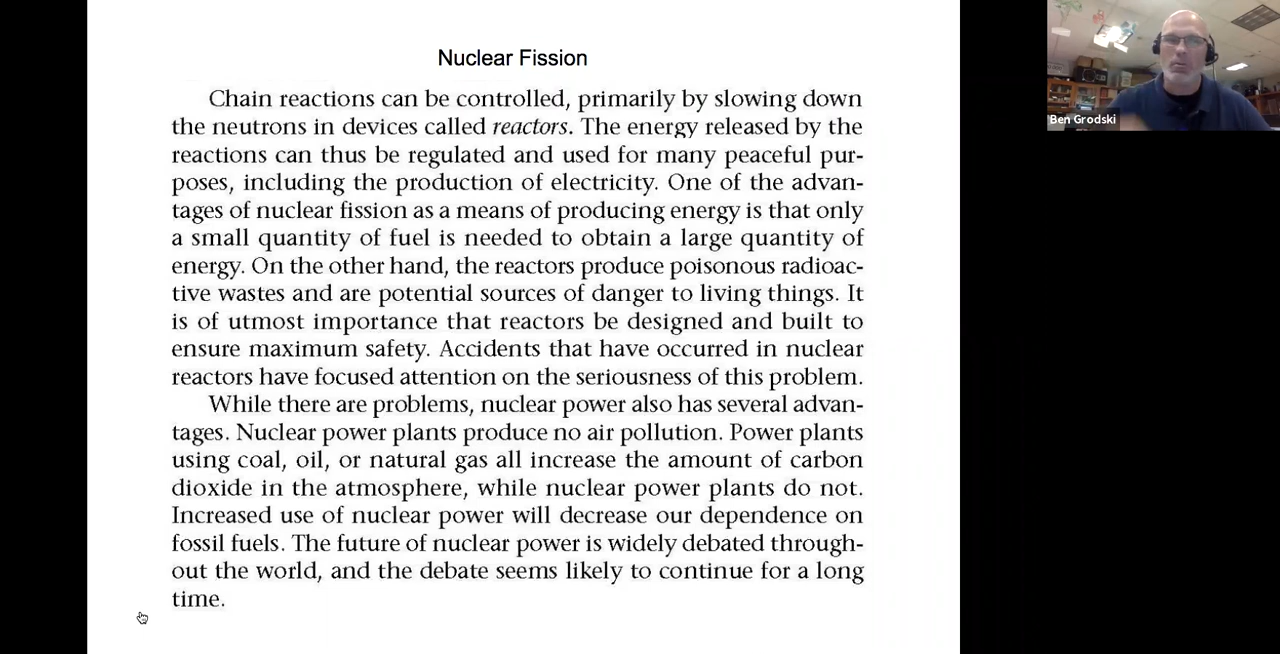 Nuclear Fission
Chain reactions can be controlled, primarily by slowing down
the neutrons in devices called reactors. The energy released by the
reactions can thus be regulated and used for many peaceful pur-
poses, including the production of electricity. One of the advan-
tages of nuclear fission as a means of producing energy is that only
a small quantity of fuel is needed to obtain a large quantity of
energy. On the other hand, the reactors produce poisonous radioac-
tive wastes and are potential sources of danger to living things. It
is of utmost importance that reactors be designed and built to
ensure maximum safety. Accidents that have occurred in nuclear
reactors have focused attention on the seriousness of this problem.
While there are problems, nuclear power also has several advan-
tages. Nuclear power plants produce no air pollution. Power plants
using coal, oil, or natural gas all increase the amount of carbon
dioxide in the atmosphere, while nuclear power plants do not.
Increased use of nuclear power will decrease our dependence on
fossil fuels. The future of nuclear power is widely debated through-
out the world, and the debate seems likely to continue for a long
time.
Ben Grodski